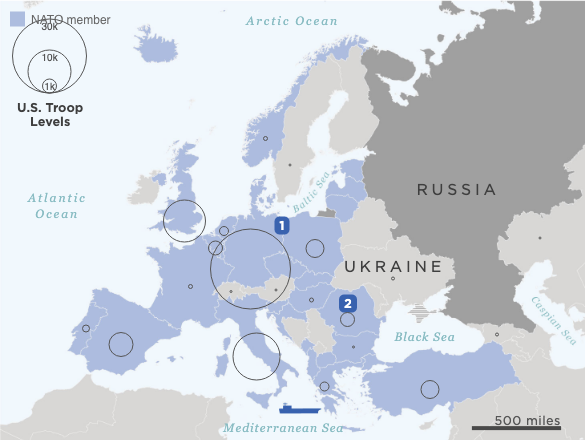 Arctic Ocean
NATO member
30k
10k
1k
U.S. Troop
Levels
RUSSIA
Atlantic
Ocean
Baltic Sea
1
UKRAINE
2
Caspian Sea
Black Sea
500 miles
Mediterranean Sea